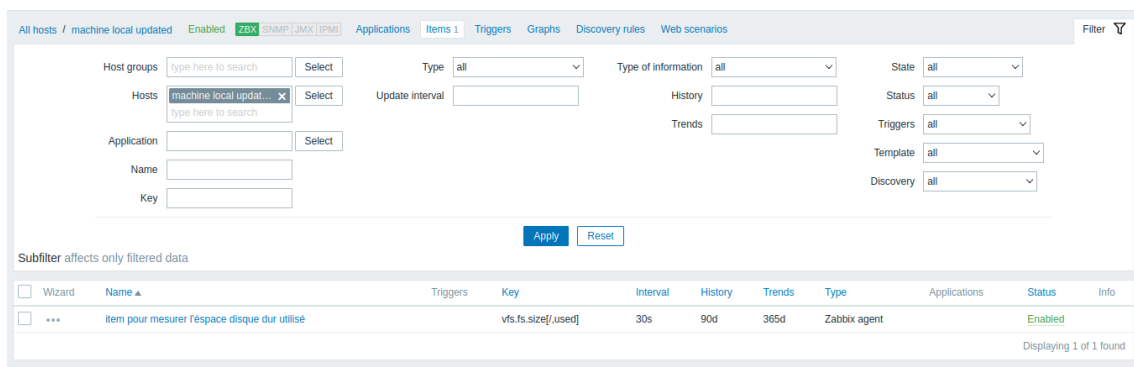 All hosts / machine local updated Enabled ZBX SNMP JMX IPMI Applications Items 1 Triggers Graphs Discovery rules Web scenarios Filter
Host groups type here to search Select Type all Type of information all State all
Hosts machine local updat... Select Update interval History Status all
type here to search
Trends Triggers all
Application Select
Template all
Name
Discovery all
Key
Apply Reset
Subfilter affects only filtered data
Wizard Name Triggers Key Interval History Trends Type Applications Status Info
item pour mesurer l'éspace disque dur utilisé vfs.fs.size[/,used] 30s 90d 365d Zabbix agent Enabled
Displaying 1 of 1 found